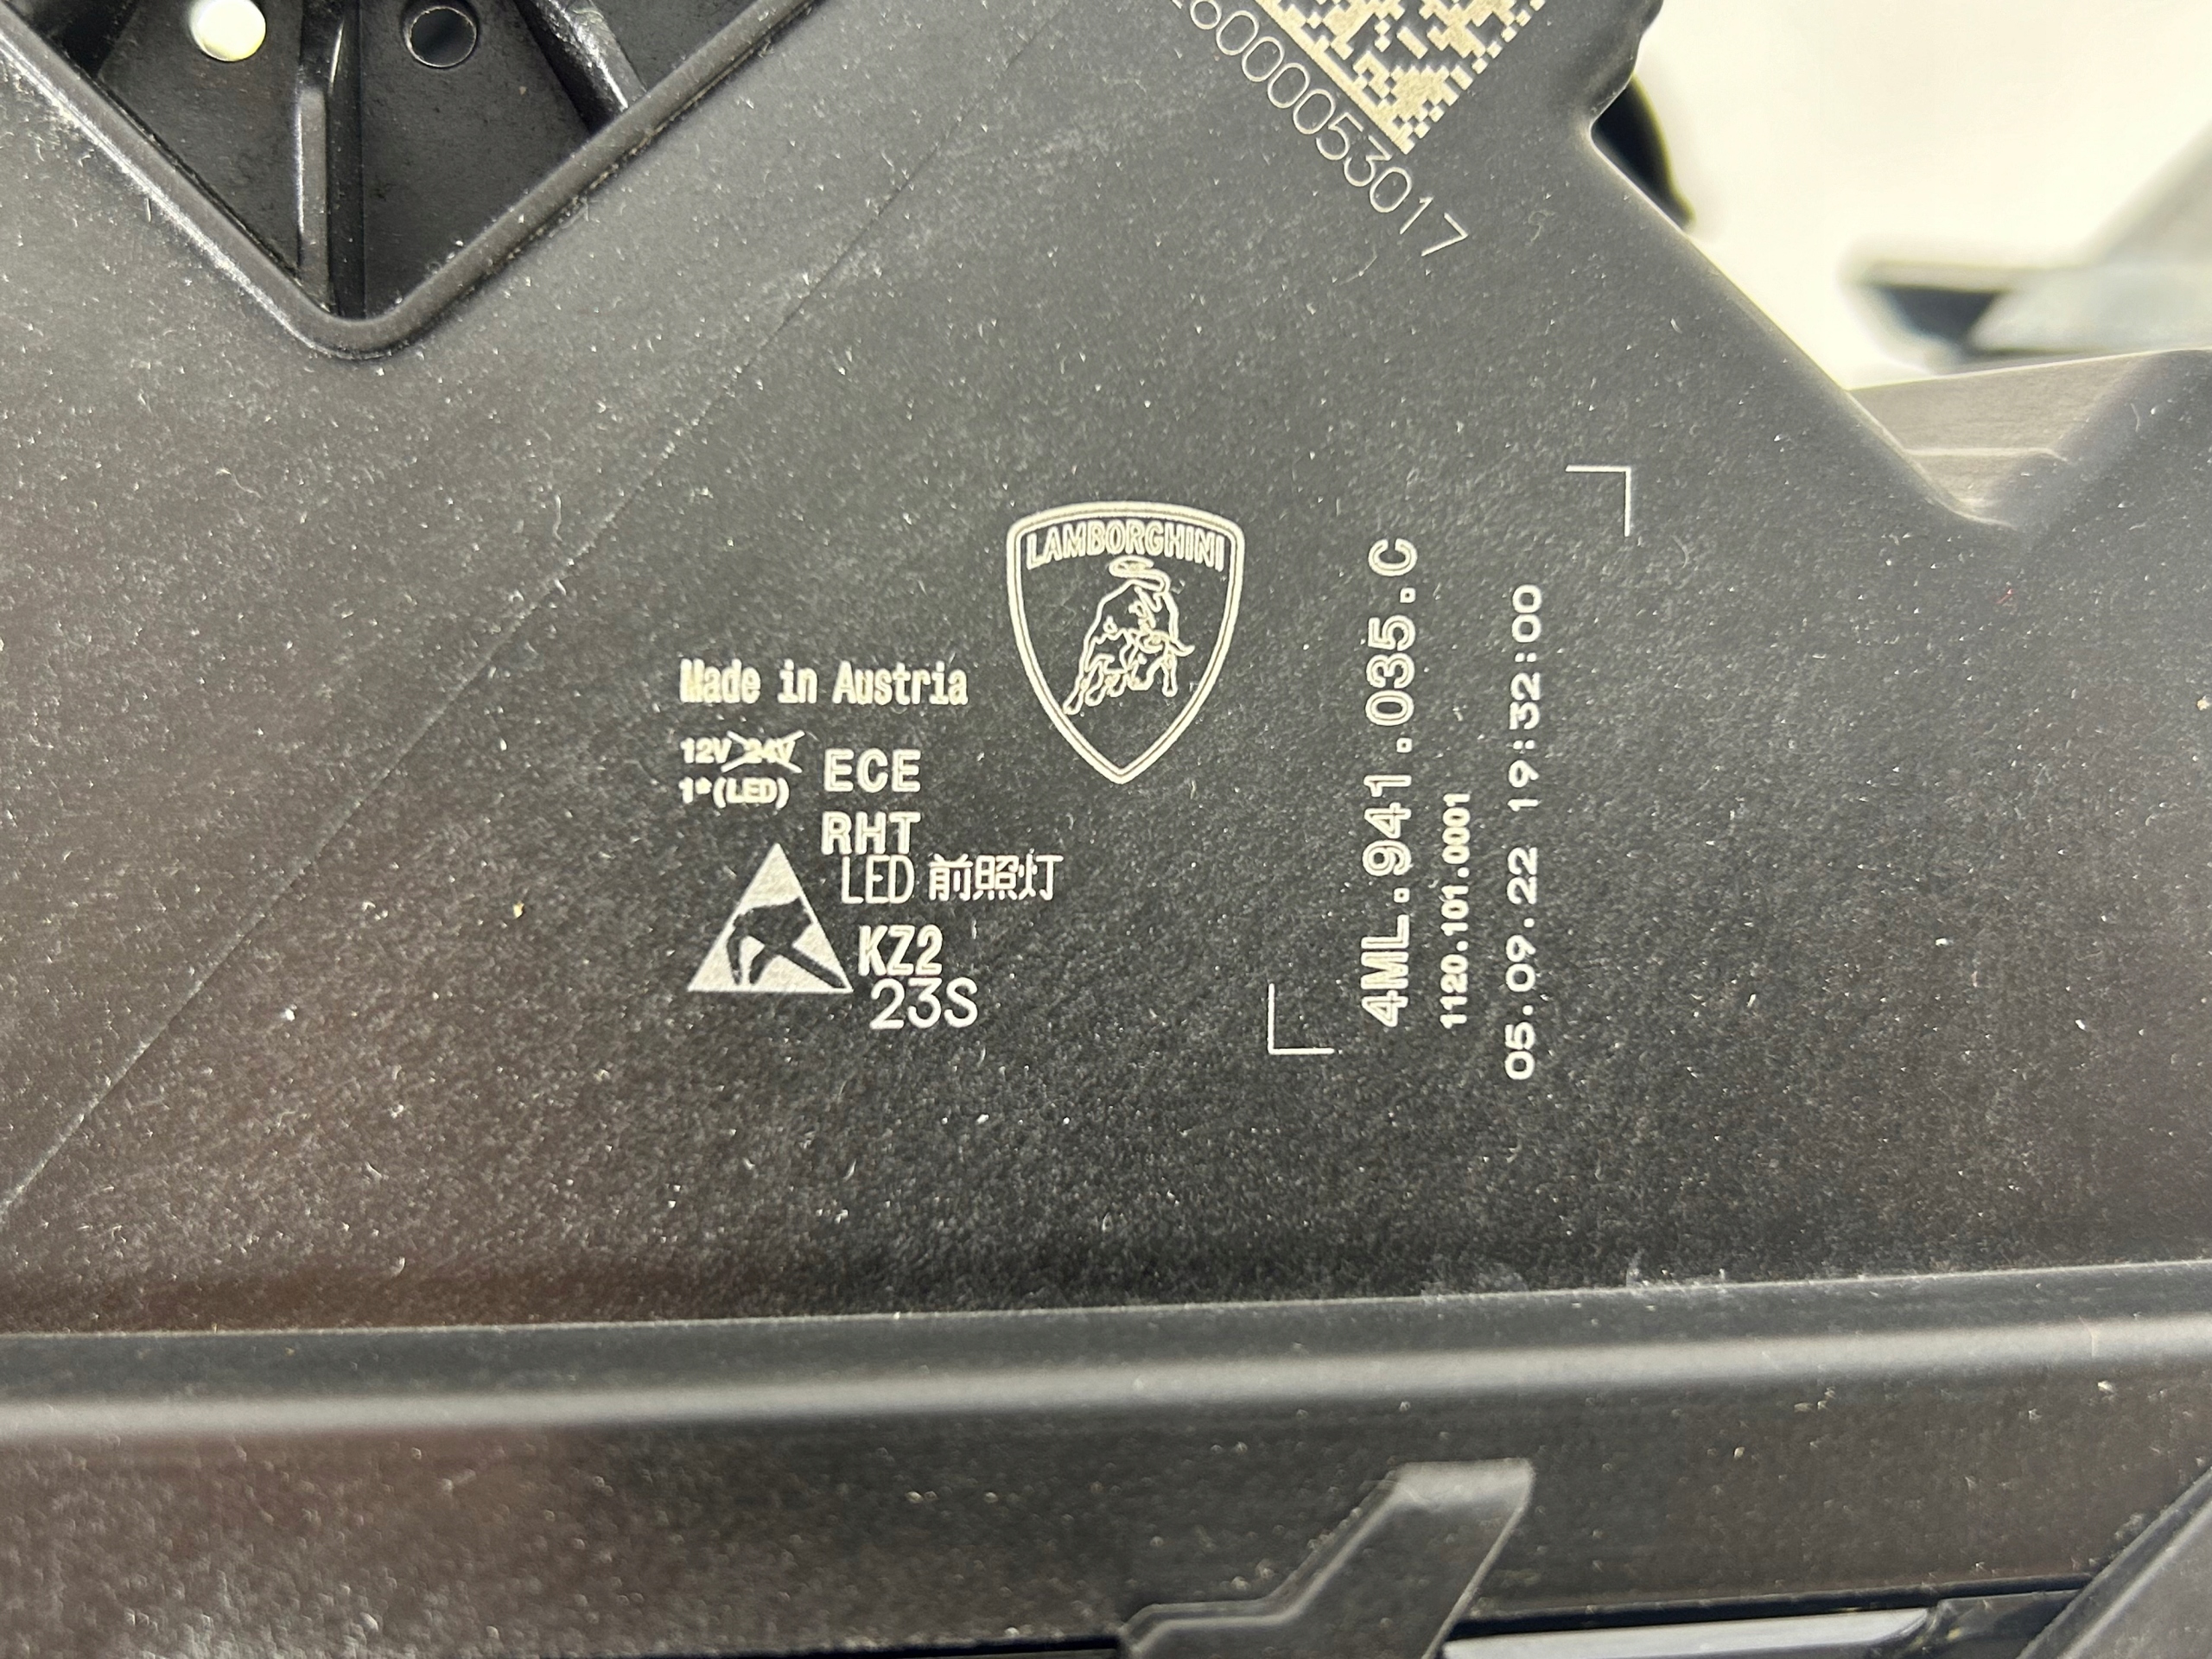 0000053017
LAMBORGHINI
Made in Austria
12V 24V
1*(LED)
ECE
RHT
LED 前照灯
KZ2
23S
4ML.941.035.C
1120.101.0001
05.09.22 19:32:00